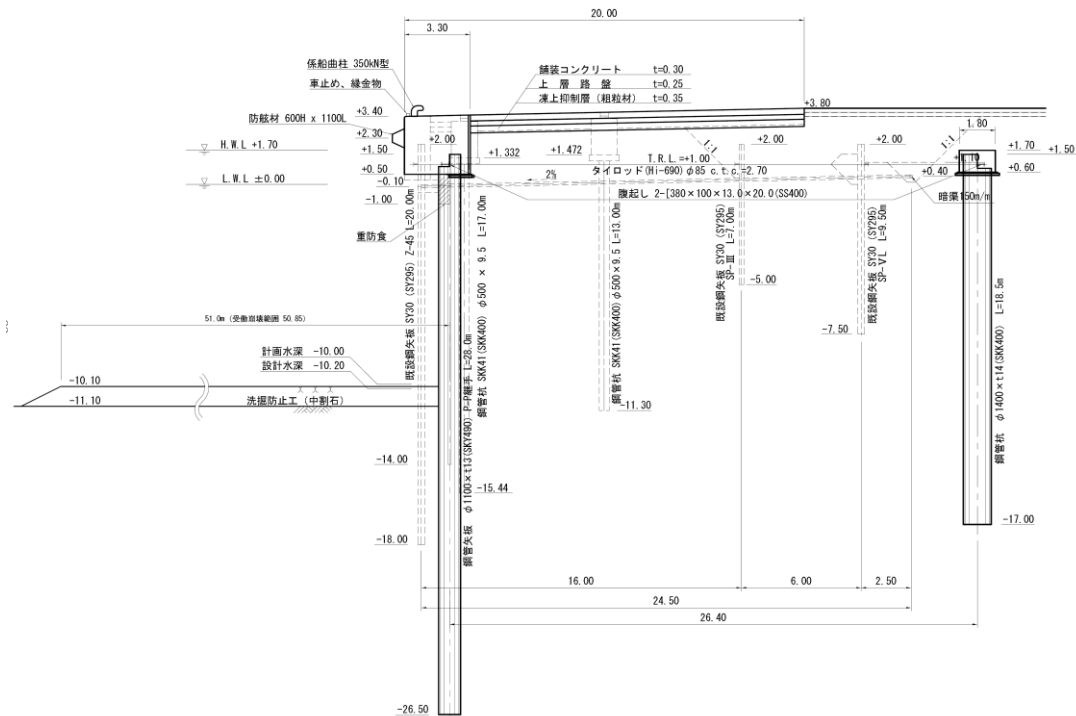 20.00
3.30
係船曲柱 350kN型
車止め、縁金物
舗装コンクリート t=0.30
上 層 路 盤 t=0.25
凍上抑制層（粗粒材） t=0.35
防舷材 600H x 1100L
+3.40
+3.80
+2.30
1.80
H.W.L +1.70
+1.50
+2.00
+1.332
+1.472
1:1
T.R.L.=+1.00
+2.00
+2.00
1:1
+1.70
+1.50
+0.50
タイロッド(Hi-690) φ85 c.t.c.=2.70
+0.40
+0.60
L.W.L ±0.00
-0.10
2%
腹起し 2-[380×100×13.0×20.0(SS400)
暗渠150m/m
-1.00
重防食
既設鋼矢板 SY30 (SY295) Z-45 L=20.00m
鋼管矢板 φ1100×t13(SKY490) P-P継手 L=28.0m
鋼管杭 SKK41(SKK400) φ500 × 9.5 L=17.00m
鋼管杭 SKK41(SKK400) φ500×9.5 L=13.00m
既設鋼矢板 SY30 (SY295)
SP-Ⅲ L=7.00m
既設鋼矢板 SY30 (SY295)
SP-ⅥL L=9.50m
鋼管杭 φ1400×t14(SKK400) L=18.5m
-5.00
-7.50
51.0m (受働崩壊範囲 50.85)
計画水深 -10.00
設計水深 -10.20
-10.10
-11.10
洗掘防止工（中割石）
-11.30
-14.00
-15.44
-17.00
-18.00
16.00
6.00
2.50
24.50
26.40
-26.50